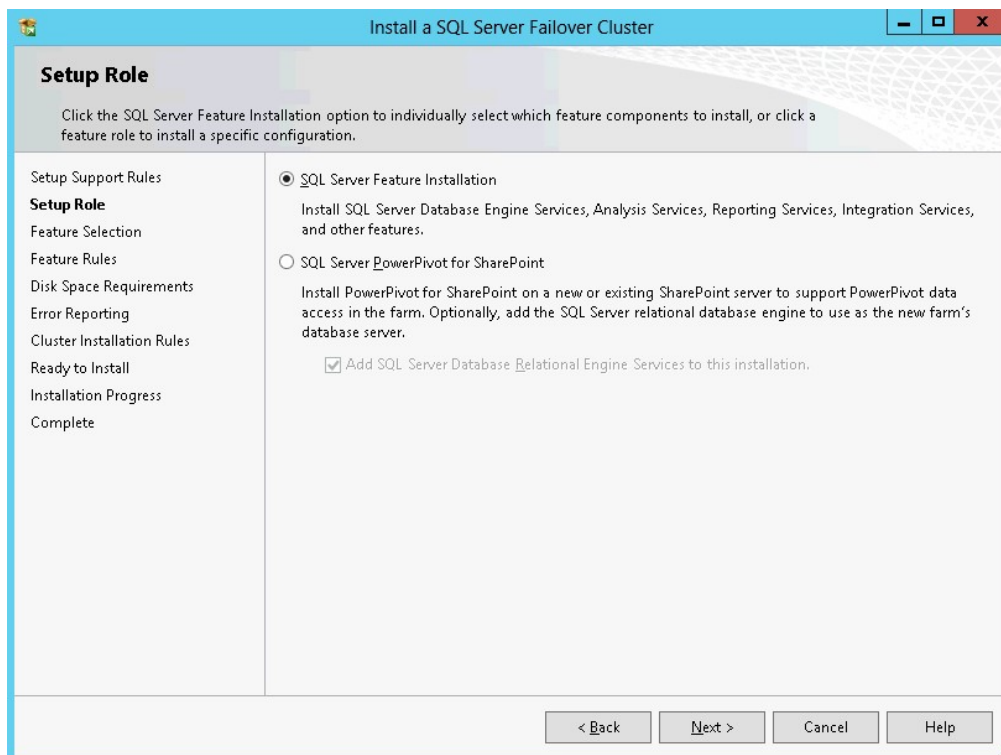 Install a SQL Server Failover Cluster
Setup Role
Click the SQL Server Feature Installation option to individually select which feature components to install, or click a
feature role to install a specific configuration.
Setup Support Rules
Setup Role
Feature Selection
Feature Rules
Disk Space Requirements
Error Reporting
Cluster Installation Rules
Ready to Install
Installation Progress
Complete
SQL Server Feature Installation
Install SQL Server Database Engine Services, Analysis Services, Reporting Services, Integration Services,
and other features.
SQL Server PowerPivot for SharePoint
Install PowerPivot for SharePoint on a new or existing SharePoint server to support PowerPivot data
access in the farm. Optionally, add the SQL Server relational database engine to use as the new farm's
database server.
Add SQL Server Database Relational Engine Services to this installation.
< Back
Next >
Cancel
Help